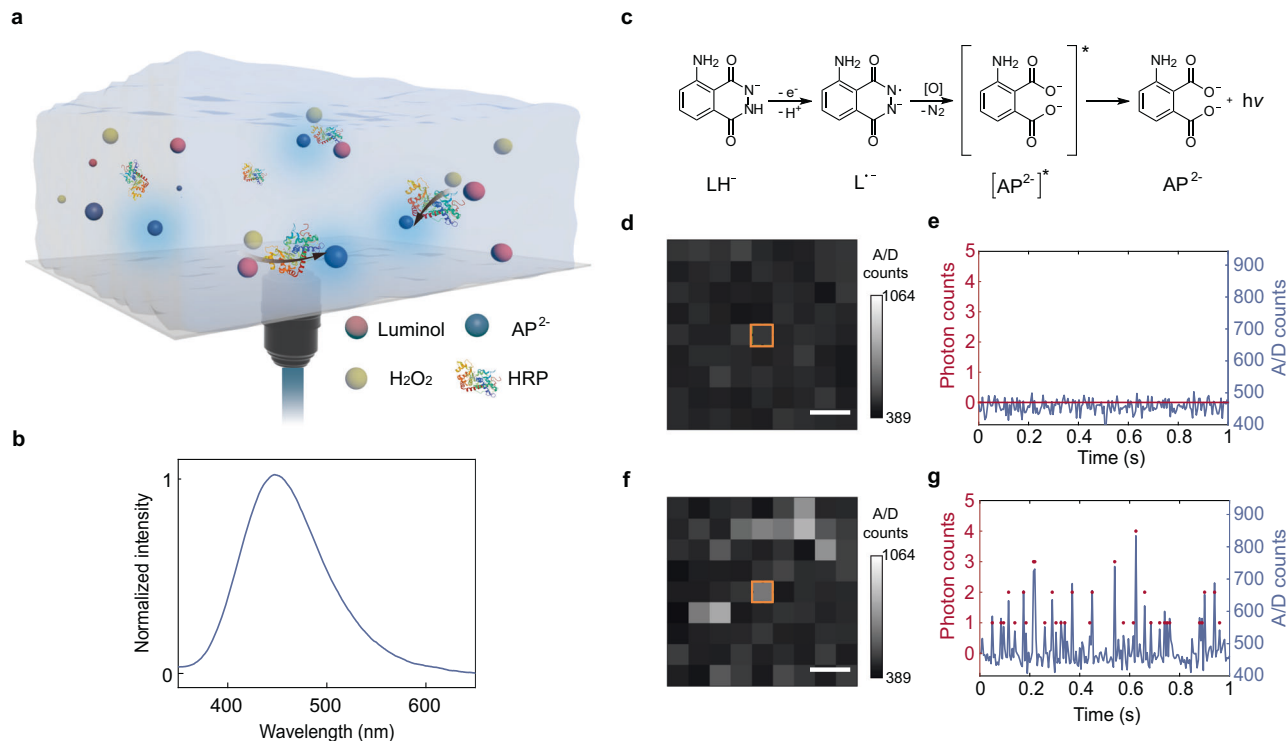 a
Luminol
AP2-
H2O2
HRP
b
Normalized intensity
1
0
400
500
600
Wavelength (nm)
c
NH2
O
N−
NH
O
- e−
- H+
NH2
O
N•
N−
O
[O]
-N2
NH2
O
O−
O−
O
*
NH2
O
O−
O−
O
+ hν
LH−
L•−
[AP2-]*
AP2-
d
A/D
counts
1064
389
e
Photon counts
5
4
3
2
1
0
0
0.2
0.4
0.6
0.8
1
Time (s)
900
800
700
600
500
400
A/D counts
f
A/D
counts
1064
389
g
Photon counts
5
4
3
2
1
0
0
0.2
0.4
0.6
0.8
1
Time (s)
900
800
700
600
500
400
A/D counts